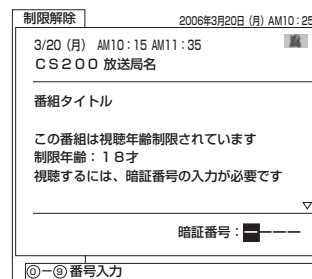 制限解除 2006年3月20日（月）AM10：25
3/20（月） AM10：15 AM11：35
ＣＳ２００ 放送局名
番組タイトル
この番組は視聴年齢制限されています
制限年齢：１８才
視聴するには、暗証番号の入力が必要です
暗証番号：－－－－
⓪－⑨番号入力